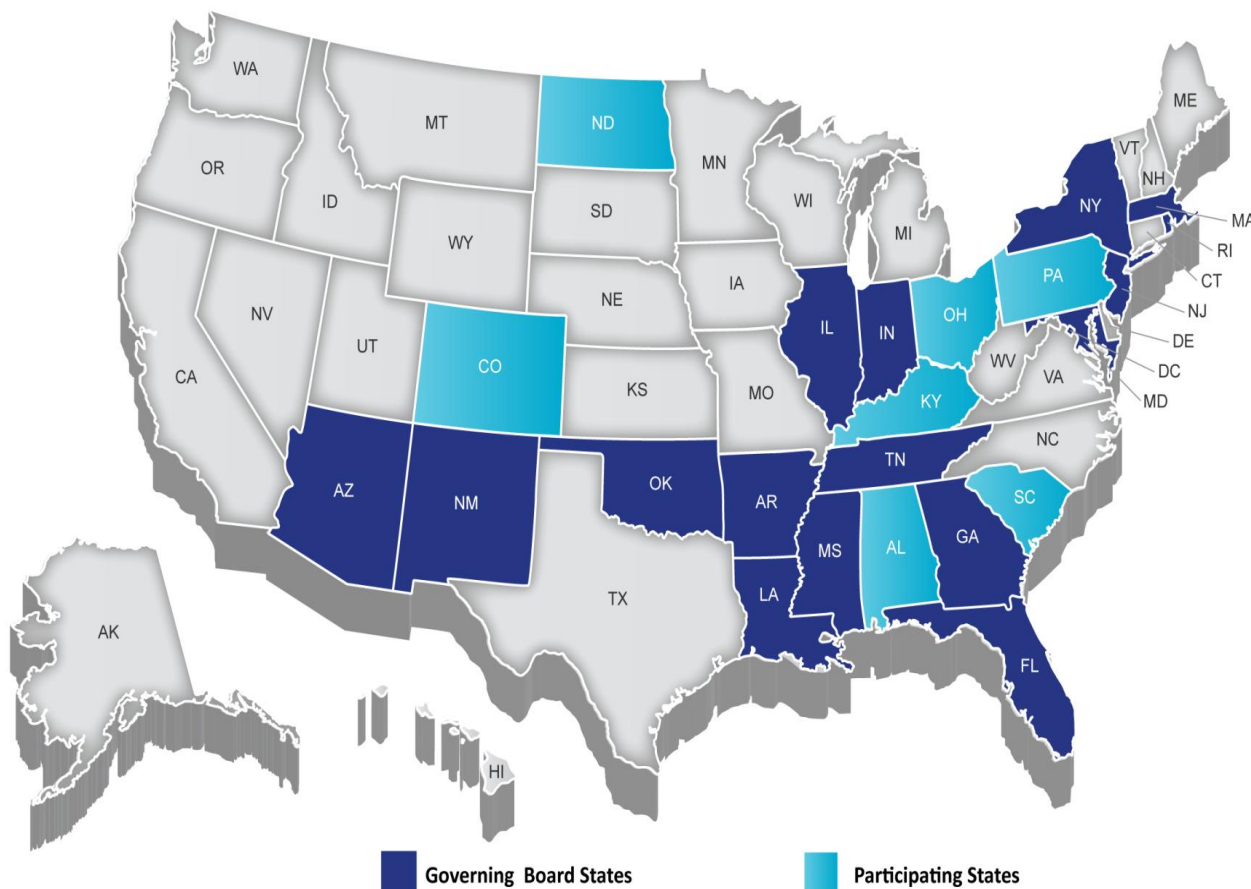 WA
MT
ND
MN
ME
VT
NH
OR
ID
SD
WI
MI
NY
MA
WY
RI
CT
IA
PA
NE
NJ
NV
IL
IN
OH
DE
UT
CO
WV
DC
CA
KS
MO
VA
MD
KY
NC
TN
AZ
NM
OK
AR
SC
MS
AL
GA
LA
TX
AK
FL
HI
Governing Board States
Participating States